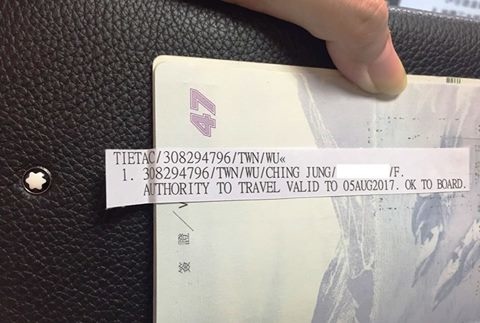 47
TIETAC/308294796/TWN/WU«
1. 308294796/TWN/WU/CHING JUNG/ /F.
AUTHORITY TO TRAVEL VALID TO 05AUG2017. OK TO BOARD.
簽證/V